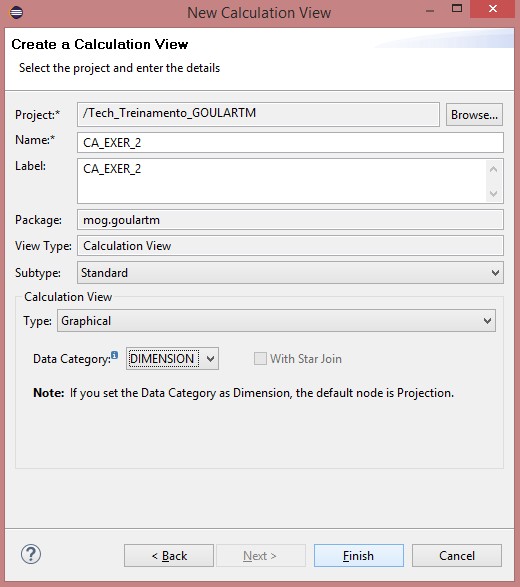 New Calculation View
Create a Calculation View
Select the project and enter the details
Project:* /Tech_Treinamento_GOULARTM Browse...
Name:* CA_EXER_2
Label: CA_EXER_2
Package: mog.goulartm
View Type: Calculation View
Subtype: Standard
Calculation View
Type: Graphical
Data Category: DIMENSION With Star Join
Note: If you set the Data Category as Dimension, the default node is Projection.
? < Back Next > Finish Cancel